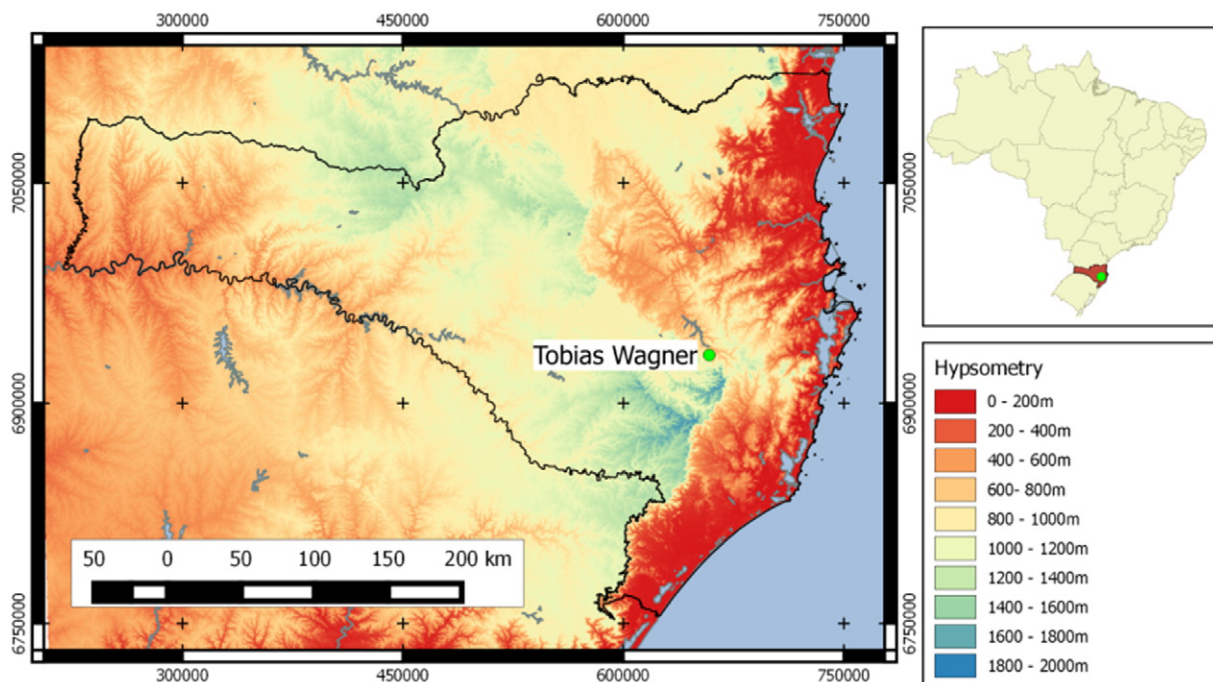 300000 450000 600000 750000
7050000 7050000
Tobias Wagner
6900000 6900000
50 0 50 100 150 200 km
6750000 6750000
300000 450000 600000 750000
Hypsometry
0 - 200m
200 - 400m
400 - 600m
600- 800m
800 - 1000m
1000 - 1200m
1200 - 1400m
1400 - 1600m
1600 - 1800m
1800 - 2000m